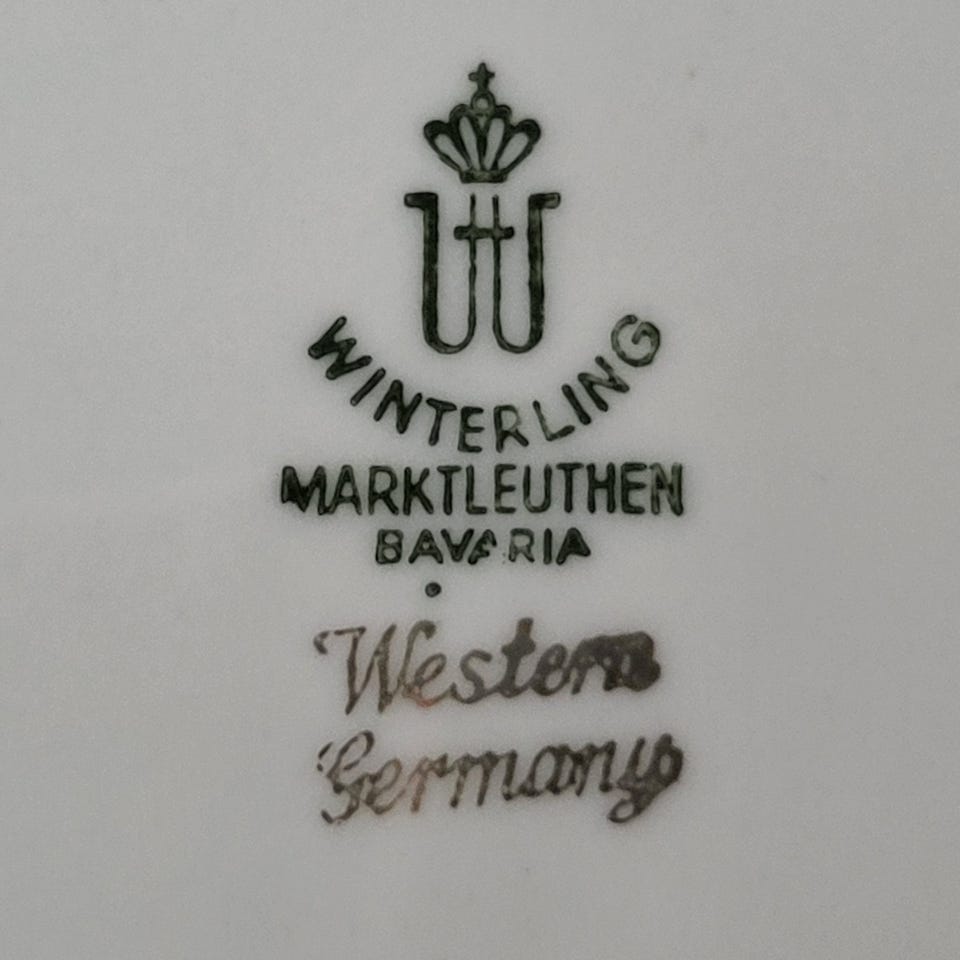 WINTERLING
MARKTLEUTHEN
BAVARIA
Western
Germany